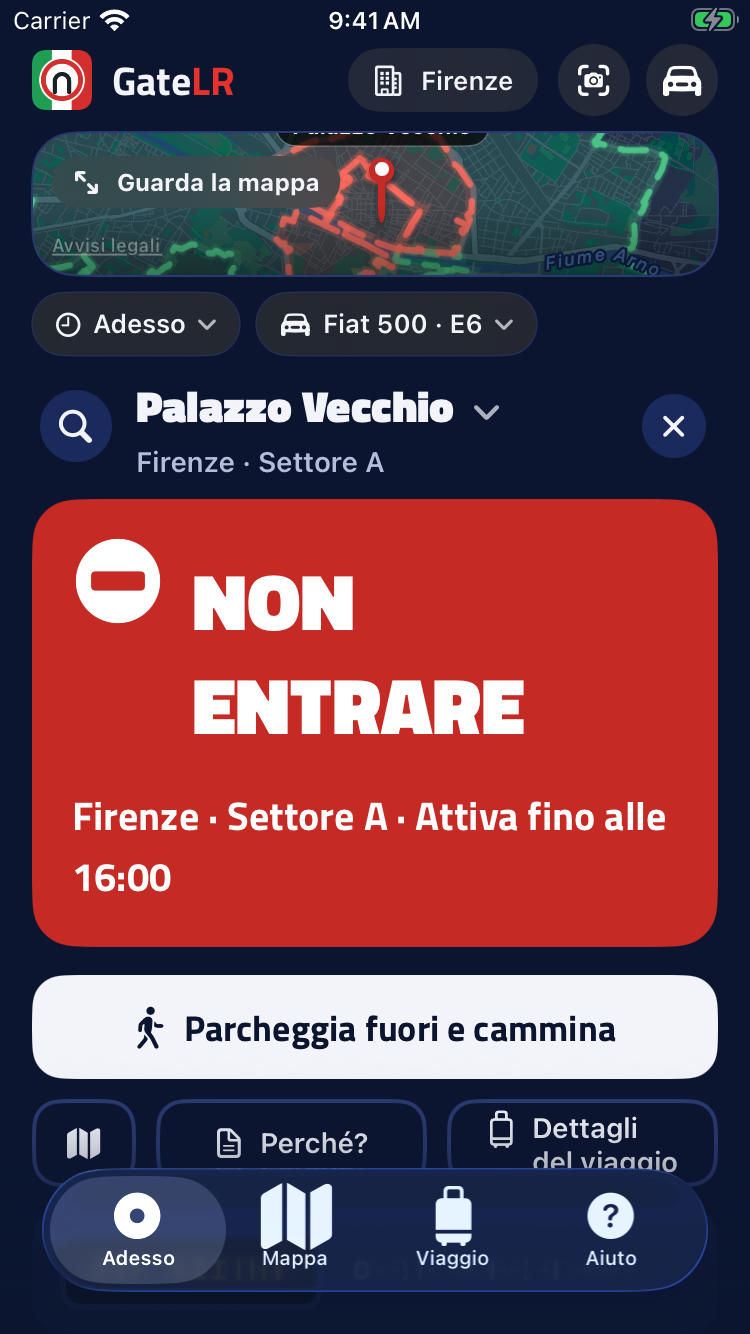 Carrier
9:41 AM
GateLR
Firenze
Palazzo Vecchio
Guarda la mappa
Avvisi legali
Fiume Arno
Adesso
Fiat 500 · E6
Palazzo Vecchio
Firenze · Settore A
NON
ENTRARE
Firenze · Settore A · Attiva fino alle
16:00
Parcheggia fuori e cammina
Perché?
Dettagli
del viaggio
Adesso
Mappa
Viaggio
Aiuto